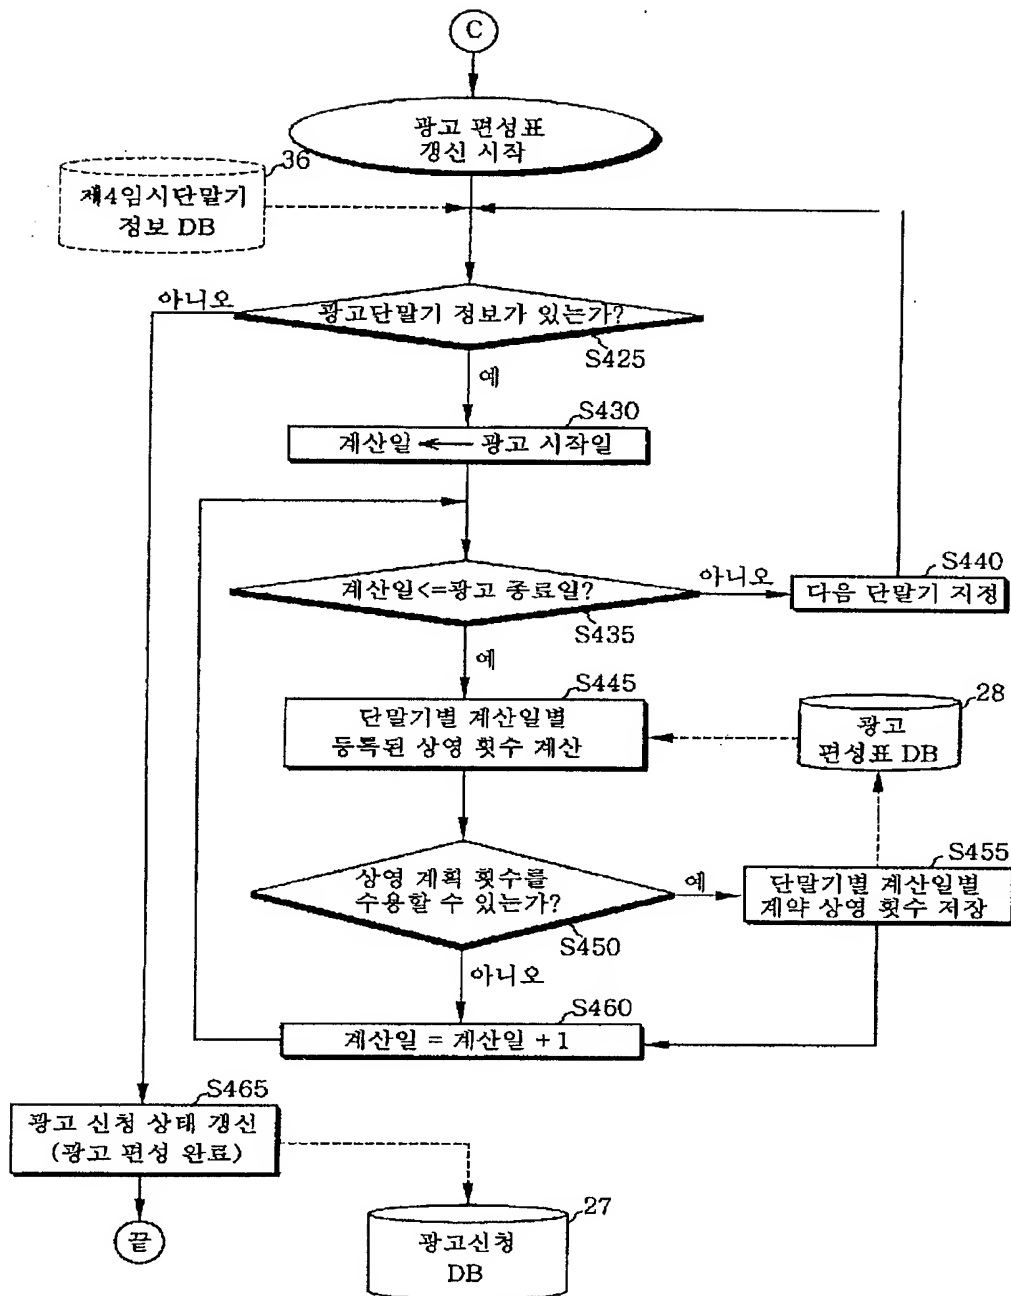 C
광고 편성표
갱신 시작
36
제4임시단말기
정보 DB
아니오
광고단말기 정보가 있는가?
S425
예
S430
계산일 ← 광고 시작일
계산일<=광고 종료일?
S435
아니오
S440
다음 단말기 지정
예
S445
단말기별 계산일별
등록된 상영 횟수 계산
28
광고
편성표 DB
상영 계획 횟수를
수용할 수 있는가?
S450
예
S455
단말기별 계산일별
계약 상영 횟수 저장
아니오
S460
계산일 = 계산일 +1
S465
광고 신청 상태 갱신
(광고 편성 완료)
끝
27
광고신청
DB